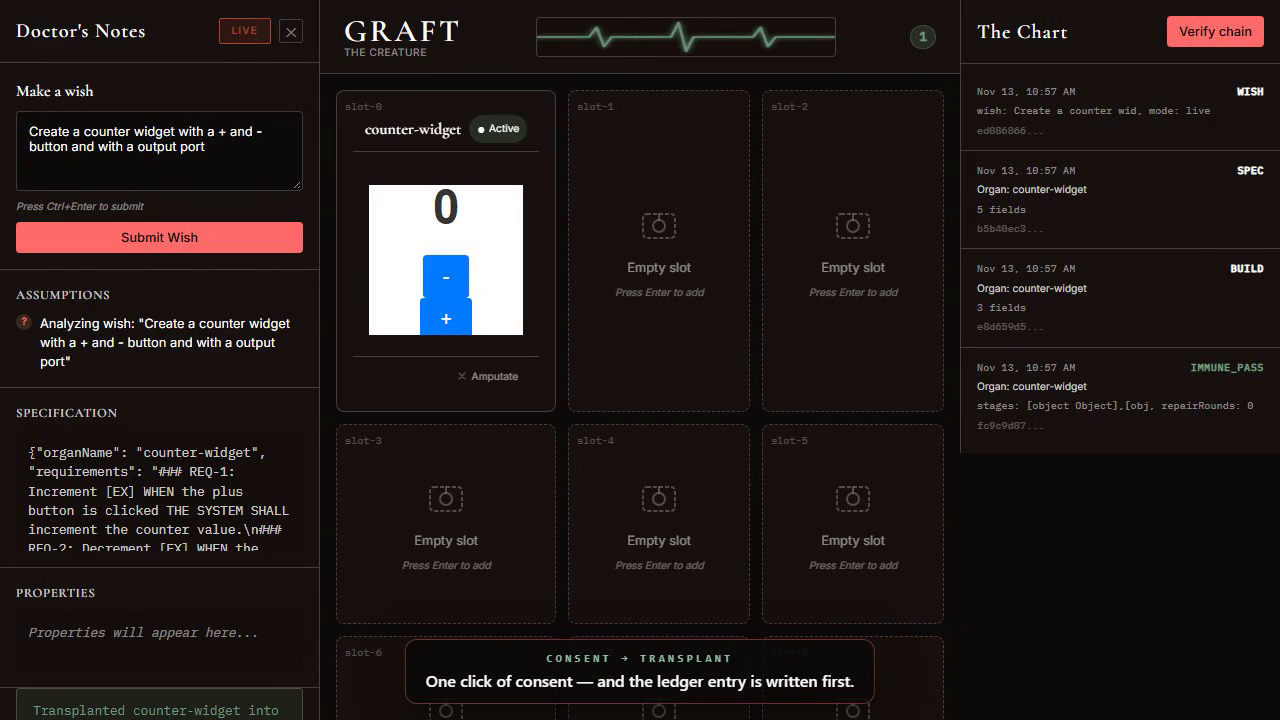 Doctor's Notes
LIVE
Make a wish
Create a counter widget with a + and -
button and with a output port
Press Ctrl+Enter to submit
Submit Wish
ASSUMPTIONS
?
Analyzing wish: "Create a counter widget
with a + and - button and with a output
port"
SPECIFICATION
{"organName": "counter-widget",
"requirements": "### REQ-1:
Increment [EX] WHEN the plus
button is clicked THE SYSTEM SHALL
increment the counter value.\n###
REQ-2: Decrement [EX] WHEN the
PROPERTIES
Properties will appear here...
Transplanted counter-widget into
GRAFT
THE CREATURE
1
slot-0
counter-widget
Active
0
-
+
Amputate
slot-1
Empty slot
Press Enter to add
slot-2
Empty slot
Press Enter to add
slot-3
Empty slot
Press Enter to add
slot-4
Empty slot
Press Enter to add
slot-5
Empty slot
Press Enter to add
slot-6
CONSENT → TRANSPLANT
One click of consent — and the ledger entry is written first.
The Chart
Verify chain
Nov 13, 10:57 AM
WISH
wish: Create a counter wid, mode: live
ed086866...
Nov 13, 10:57 AM
SPEC
Organ: counter-widget
5 fields
b5b40ec3...
Nov 13, 10:57 AM
BUILD
Organ: counter-widget
3 fields
e8d659d5...
Nov 13, 10:57 AM
IMMUNE_PASS
Organ: counter-widget
stages: [object Object],[obj, repairRounds: 0
fc9c9d87...